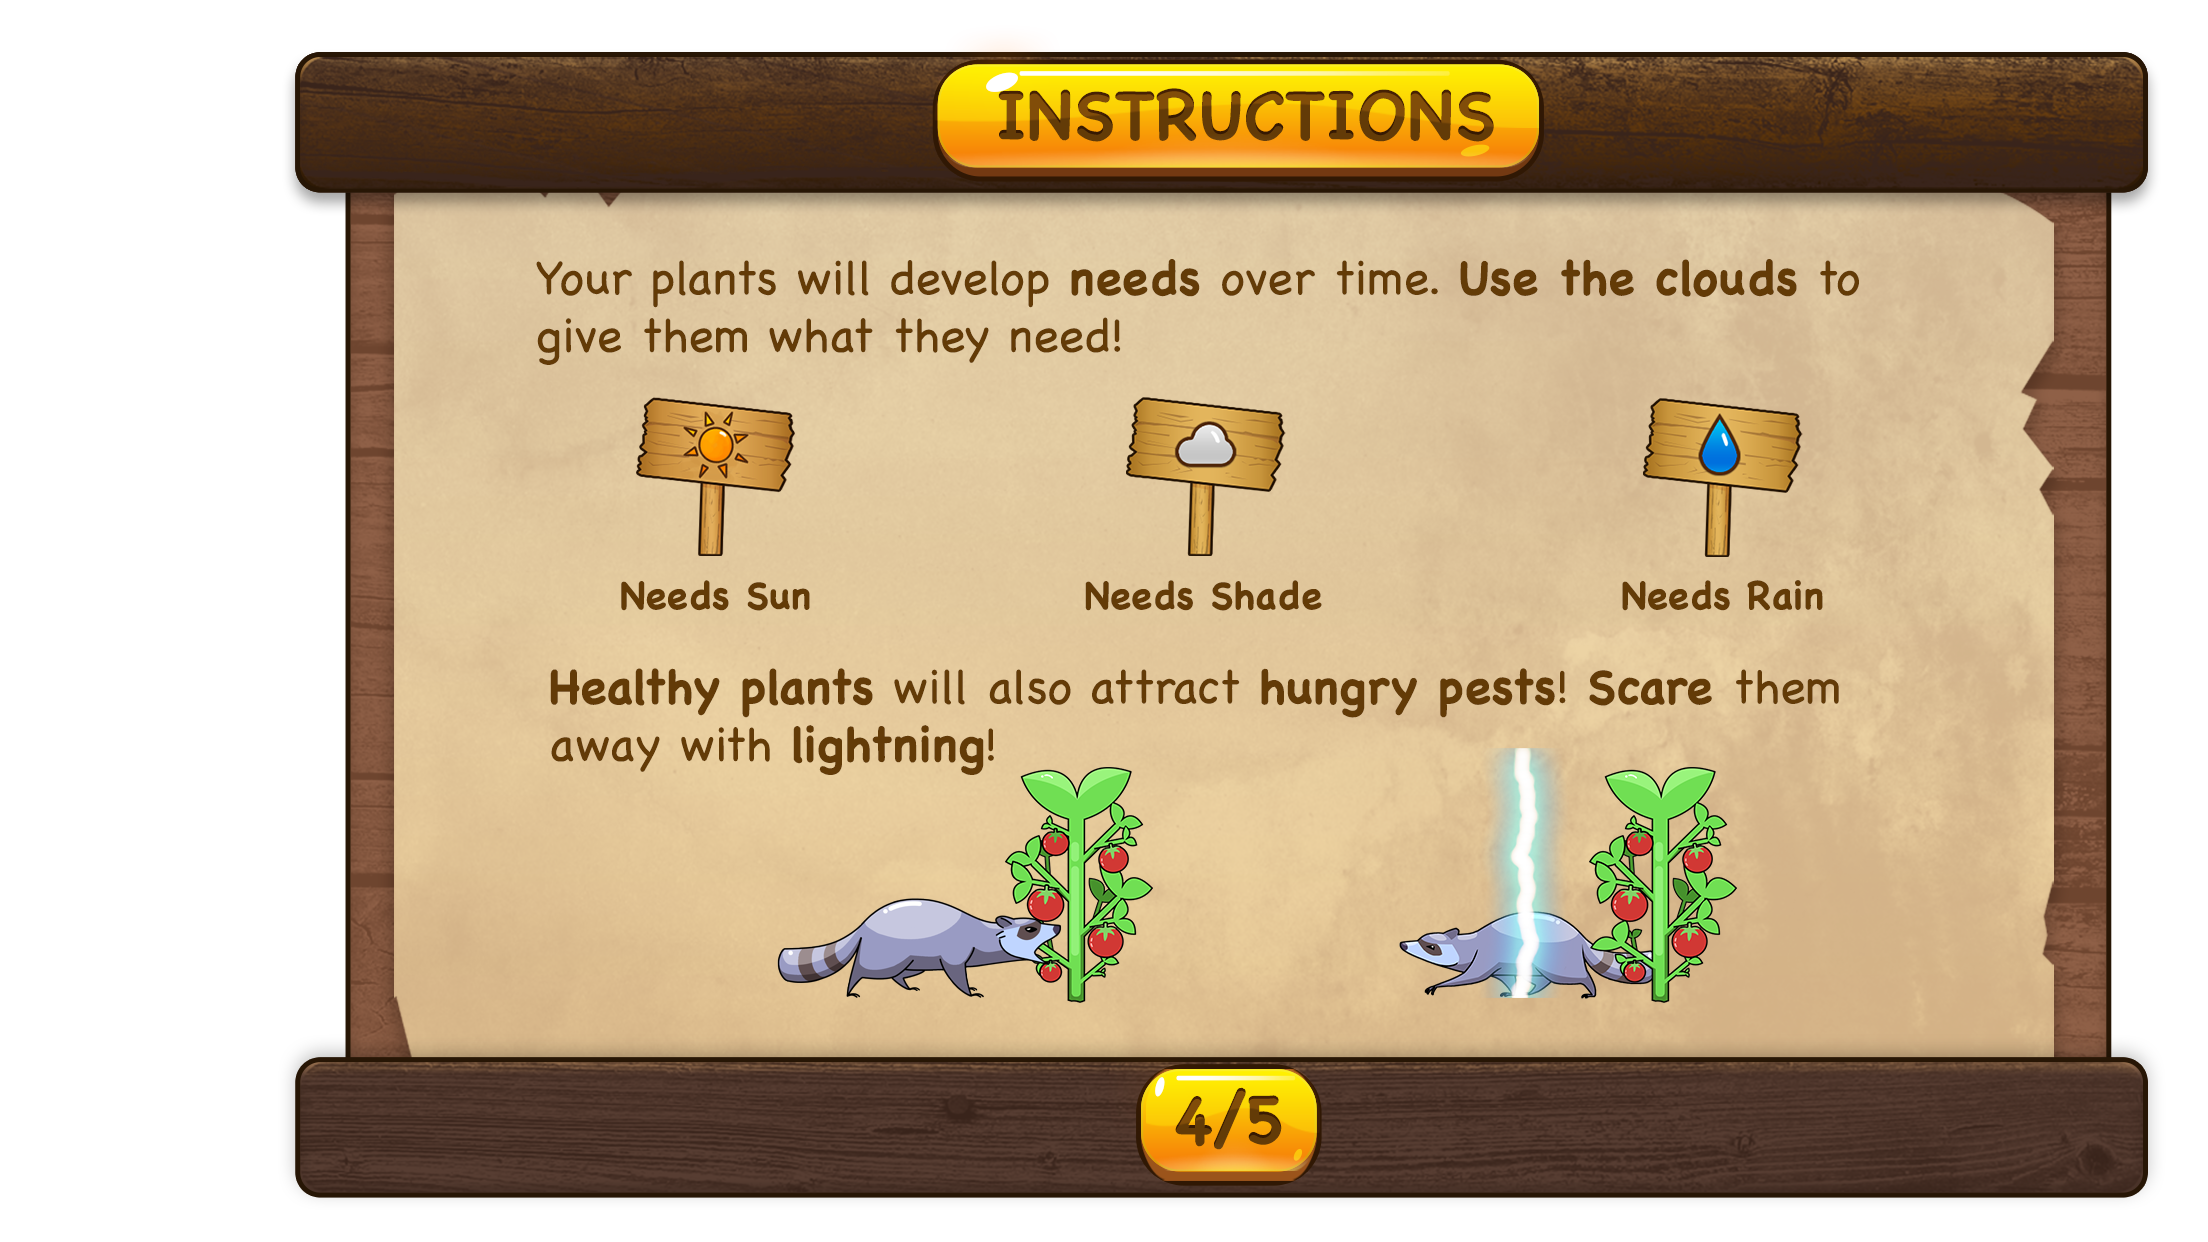 INSTRUCTIONS
Your plants will develop needs over time. Use the clouds to
give them what they need!
Needs Sun
Needs Shade
Needs Rain
Healthy plants will also attract hungry pests! Scare them
away with lightning!
4/5